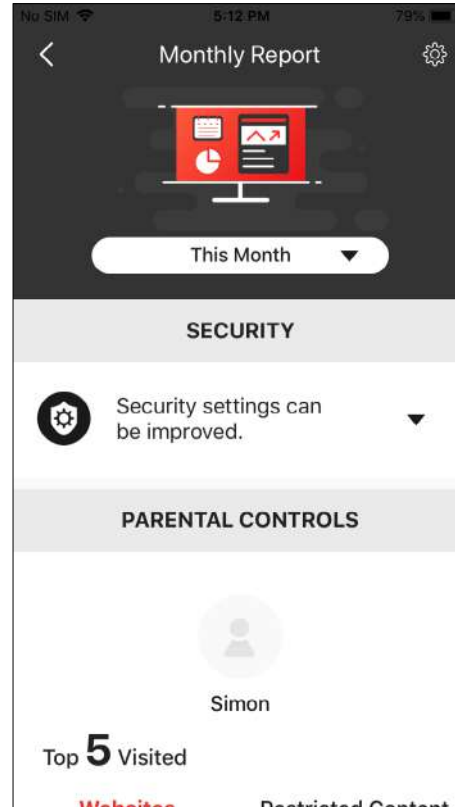 No SIM 5:12 PM 79%
Monthly Report
This Month
SECURITY
Security settings can
be improved.
PARENTAL CONTROLS
Simon
Top 5 Visited
Websites Restricted Content